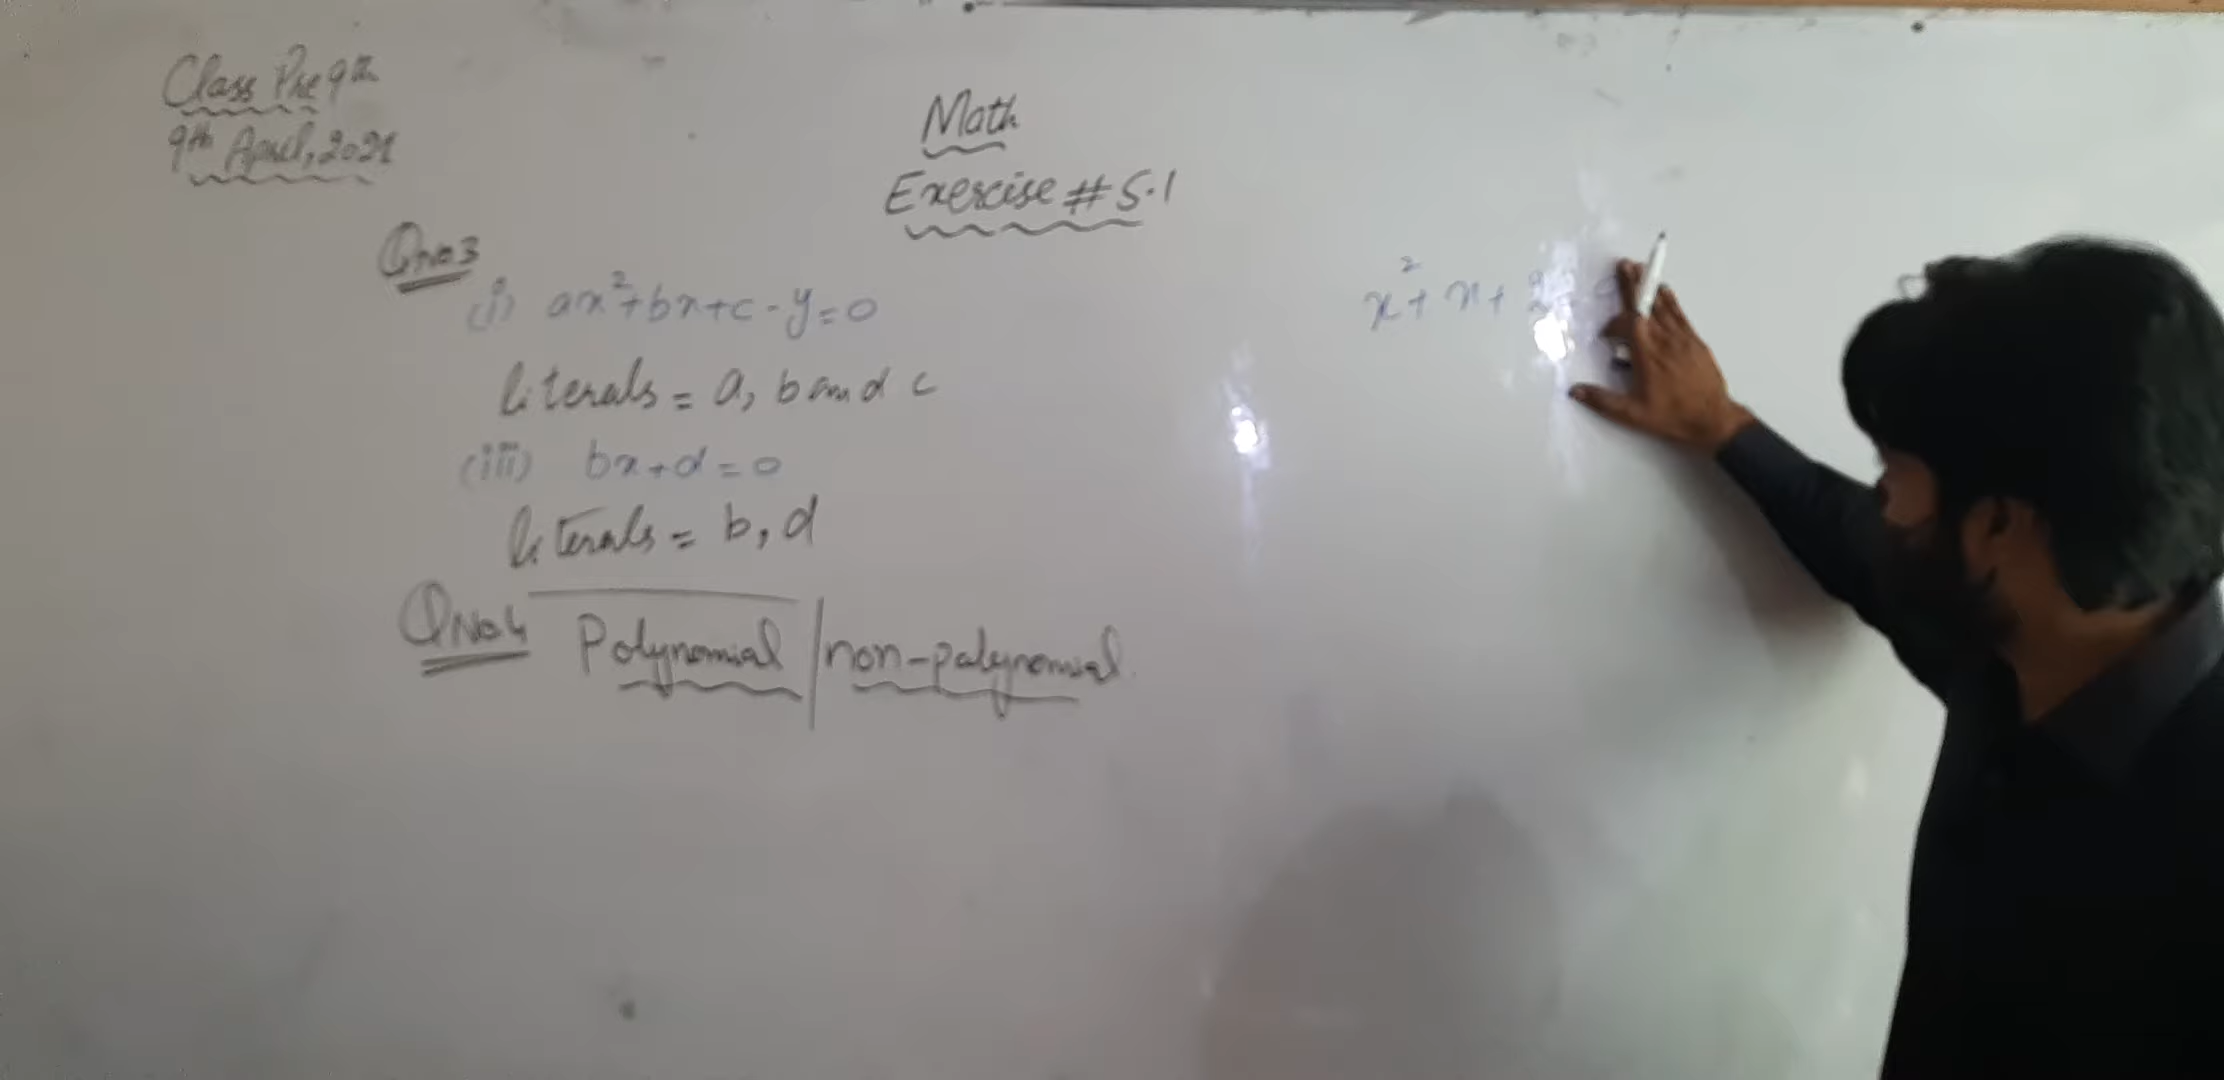 Class Pre 9th
9th April, 2021
Math
Exercise # 5.1
Q No 3
(i) ax²+bx+c-y=0
x²+x+2
literals = a, b and c
(iii) bx+d=0
literals = b, d
Q No 4 Polynomial / non-polynomial